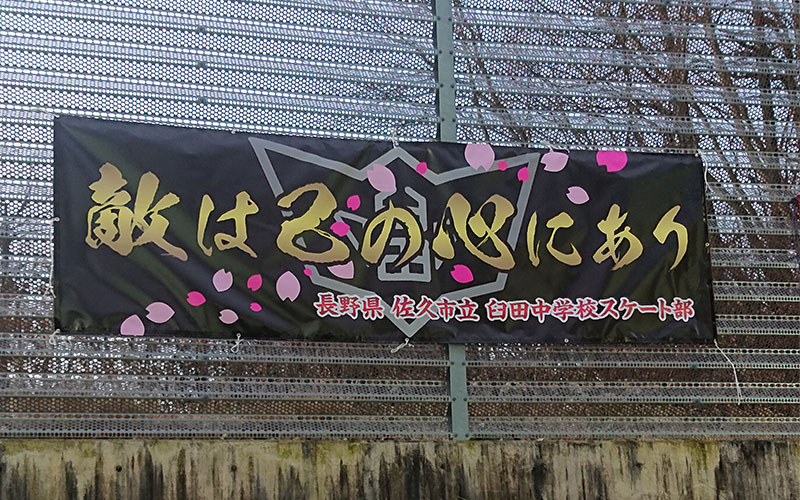 敵は己の心にあり
長野県 佐久市立 臼田中学校スケート部